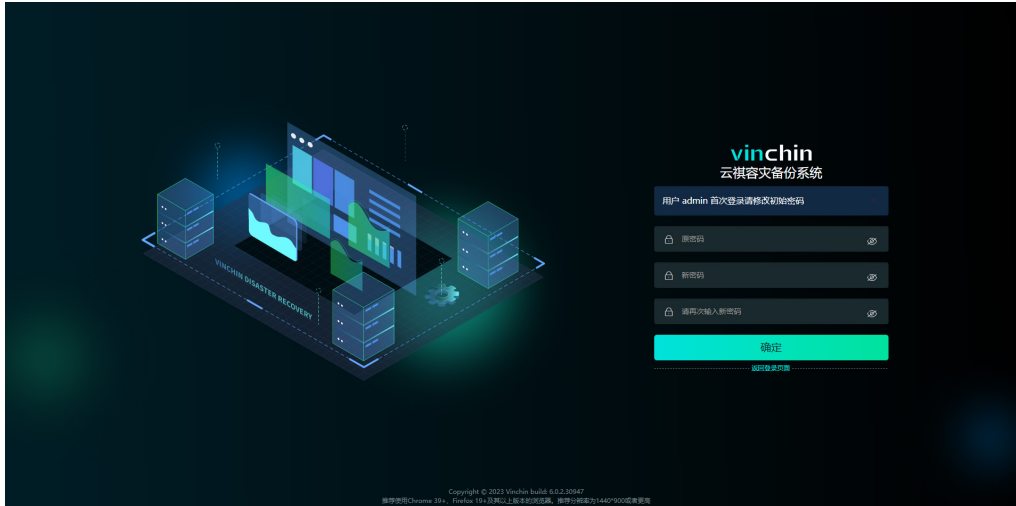 vinchin
云祺容灾备份系统
用户 admin 首次登录请修改初始密码
原密码
新密码
请再次输入新密码
确定
返回登录页面
VINCHIN DISASTER RECOVERY
Copyright © 2023 Vinchin build: 6.0.2.30947
推荐使用Chrome 39+、Firefox 19+及其以上版本的浏览器。推荐分辨率为1440*900或者更高